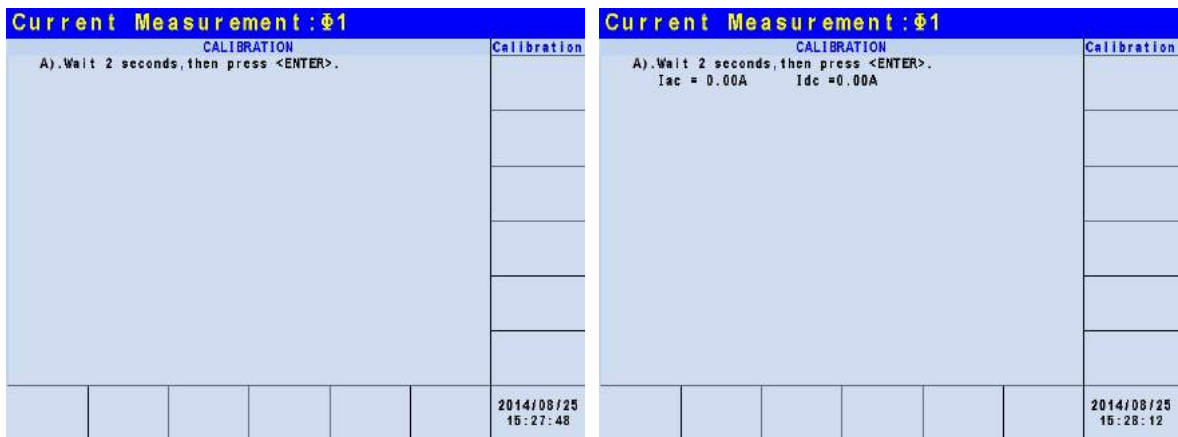 Current Measurement:Φ1
CALIBRATION
Calibration
A).Wait 2 seconds,then press <ENTER>.
2014/08/25
15:27:48
Current Measurement:Φ1
CALIBRATION
Calibration
A).Wait 2 seconds,then press <ENTER>.
Iac = 0.00A Idc =0.00A
2014/08/25
15:28:12